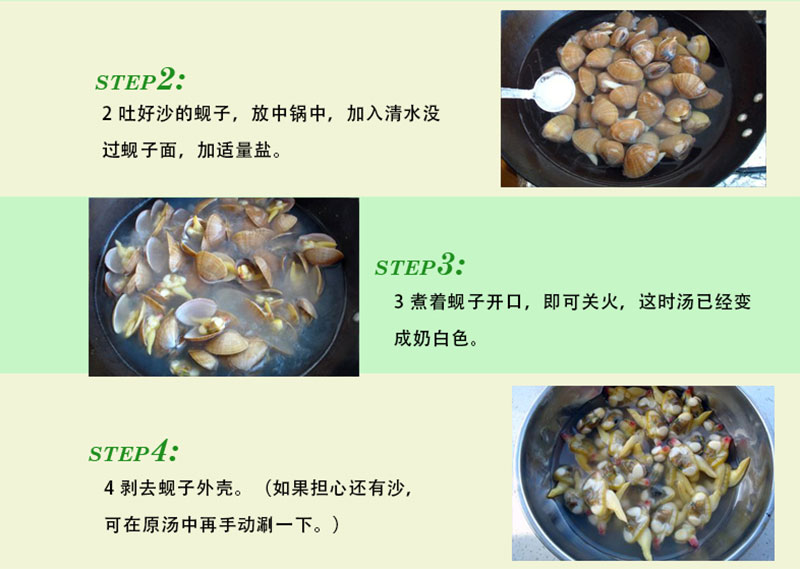 STEP2:
2 吐好沙的蚬子，放中锅中，加入清水没
过蚬子面，加适量盐。
STEP3:
3 煮着蚬子开口，即可关火，这时汤已经变
成奶白色。
STEP4:
4 剥去蚬子外壳。（如果担心还有沙，
可在原汤中再手动涮一下。）